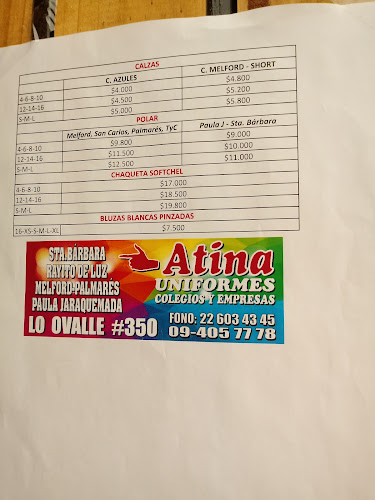 CALZAS
C. AZULES C. MELFORD - SHORT
4-6-8-10 $4.000 $4.800
12-14-16 $4.500 $5.200
S-M-L $5.000 $5.800
POLAR
Melford, San Carlos, Palmarés, TyC Paula J - Sta. Bárbara
4-6-8-10 $9.800 $9.000
12-14-16 $11.500 $10.000
S-M-L $12.500 $11.000
CHAQUETA SOFTCHEL
4-6-8-10 $17.000
12-14-16 $18.500
S-M-L $19.800
BLUZAS BLANCAS PINZADAS
16-XS-S-M-L-XL $7.500
STA.BÁRBARA
RAYITO DE LUZ
MELFORD-PALMARÉS
PAULA JARAQUEMADA
LO OVALLE #350
Atina
UNIFORMES
COLEGIOS Y EMPRESAS
FONO: 22 603 43 45
09-405 77 78